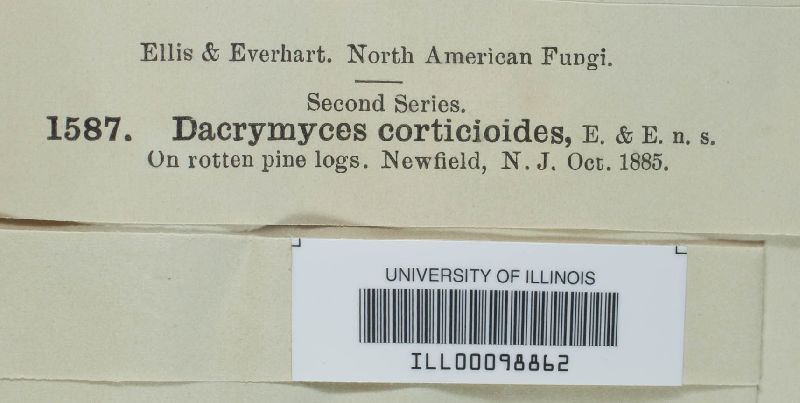 Ellis & Everhart. North American Fungi.
Second Series.
1587. Dacrymyces corticioides, E. & E. n. s.
On rotten pine logs. Newfield, N. J. Oct. 1885.
UNIVERSITY OF ILLINOIS
ILL00098862